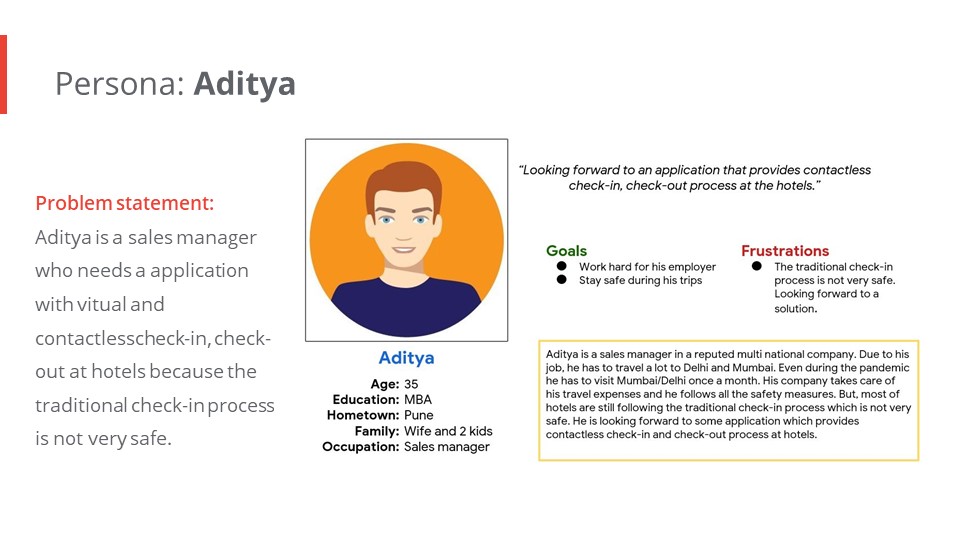 Persona: Aditya
Problem statement:
Aditya is a sales manager
who needs a application
with vitual and
contactlesscheck-in, check-
out at hotels because the
traditional check-in process
is not very safe.
Aditya
Age: 35
Education: MBA
Hometown: Pune
Family: Wife and 2 kids
Occupation: Sales manager
“Looking forward to an application that provides contactless
check-in, check-out process at the hotels.”
Goals
● Work hard for his employer
● Stay safe during his trips
Frustrations
● The traditional check-in
process is not very safe.
Looking forward to a
solution.
Aditya is a sales manager in a reputed multi national company. Due to his
job, he has to travel a lot to Delhi and Mumbai. Even during the pandemic
he has to visit Mumbai/Delhi once a month. His company takes care of
his travel expenses and he follows all the safety measures. But, most of
hotels are still following the traditional check-in process which is not very
safe. He is looking forward to some application which provides
contactless check-in and check-out process at hotels.